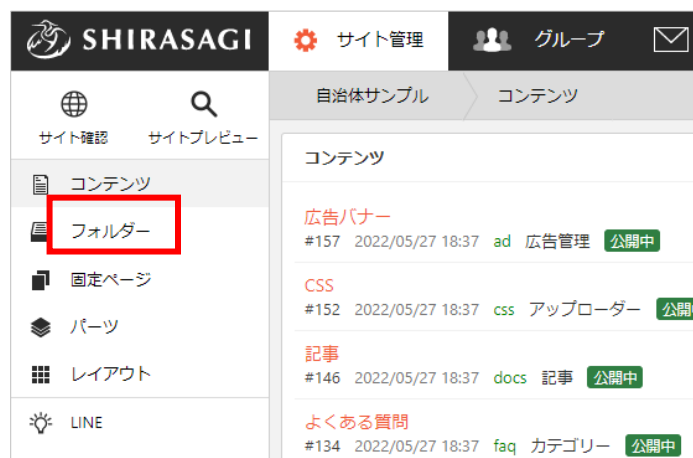 SHIRASAGI サイト管理 グループ
サイト確認 サイトプレビュー
自治体サンプル コンテンツ
コンテンツ
フォルダー
固定ページ
パーツ
レイアウト
LINE
コンテンツ
広告バナー
#157 2022/05/27 18:37 ad 広告管理 公開中
CSS
#152 2022/05/27 18:37 css アップローダー 公開
記事
#146 2022/05/27 18:37 docs 記事 公開中
よくある質問
#134 2022/05/27 18:37 faq カテゴリー 公開中